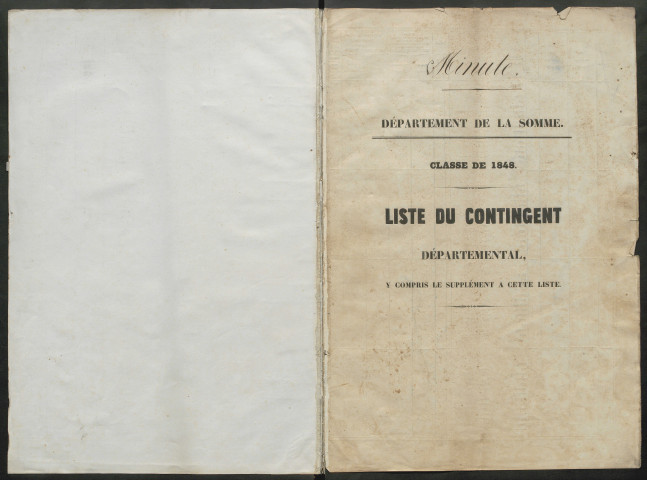 Minute.
DÉPARTEMENT DE LA SOMME.
CLASSE DE 1848.
LISTE DU CONTINGENT
DÉPARTEMENTAL,
Y COMPRIS LE SUPPLÉMENT A CETTE LISTE.